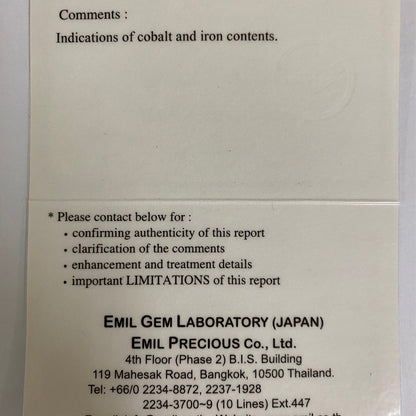 Comments :
Indications of cobalt and iron contents.
* Please contact below for :
• confirming authenticity of this report
• clarification of the comments
• enhancement and treatment details
• important LIMITATIONS of this report
EMIL GEM LABORATORY (JAPAN)
EMIL PRECIOUS CO., LTD.
4th Floor (Phase 2) B.I.S. Building
119 Mahesak Road, Bangkok, 10500 Thailand.
Tel: +66/0 2234-8872, 2237-1928
2234-3700~9 (10 Lines) Ext.447